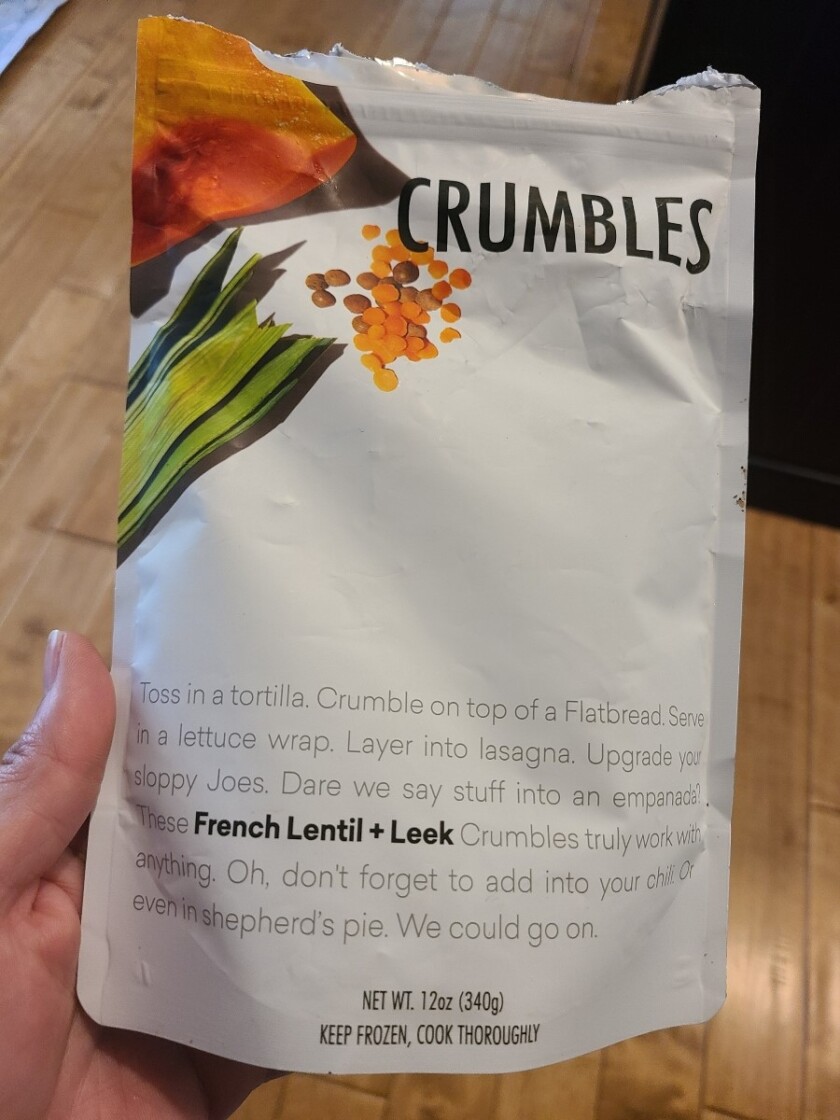 CRUMBLES
Toss in a tortilla. Crumble on top of a Flatbread. Serve
in a lettuce wrap. Layer into lasagna. Upgrade your
sloppy Joes. Dare we say stuff into an empanada?
These French Lentil + Leek Crumbles truly work with
anything. Oh, don't forget to add into your chili. Or
even in shepherd's pie. We could go on.
NET WT. 12oz (340g)
KEEP FROZEN, COOK THOROUGHLY